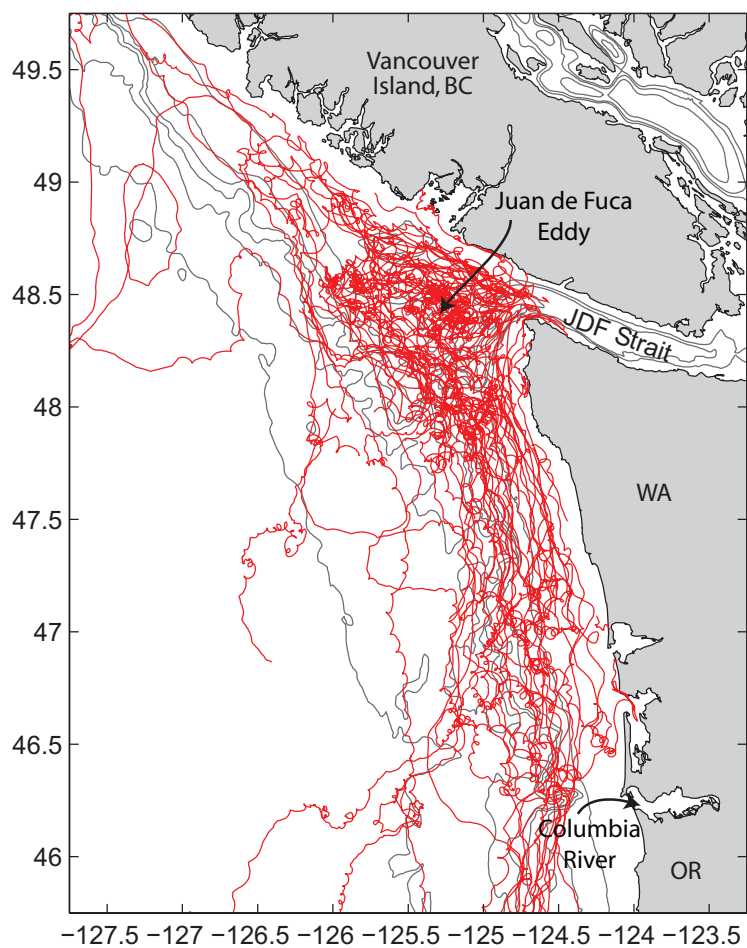 49.5
Vancouver
Island, BC
49
Juan de Fuca
Eddy
48.5
JDF Strait
48
WA
47.5
47
46.5
Columbia
River
46
OR
−127.5 −127 −126.5 −126 −125.5 −125 −124.5 −124 −123.5